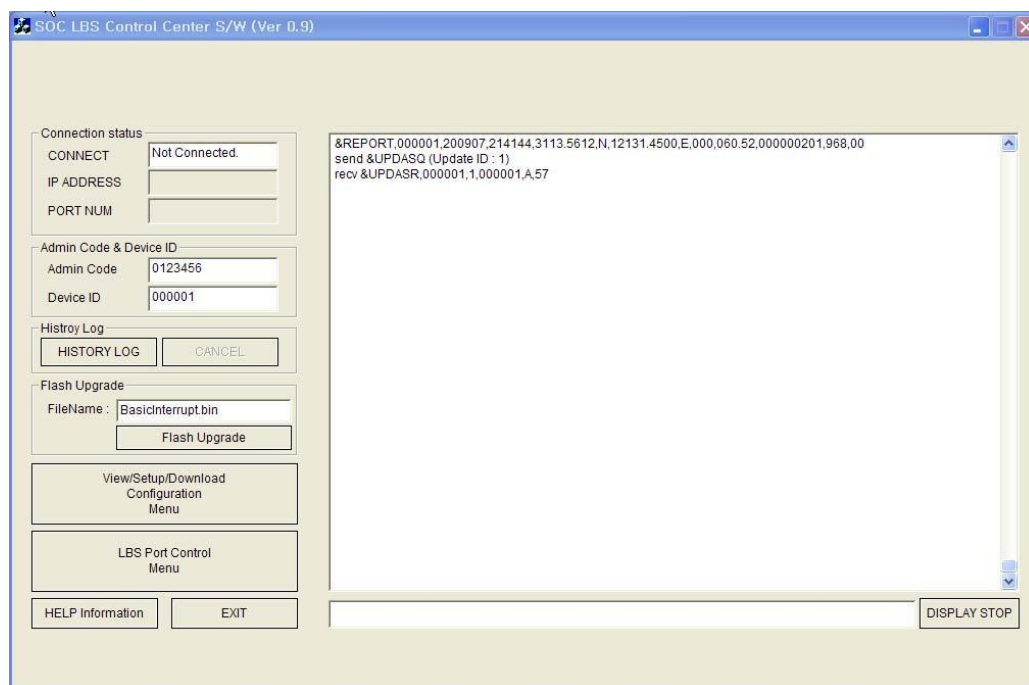 SOC LBS Control Center S/W (Ver 0.9)
Connection status
CONNECT
Not Connected.
IP ADDRESS
PORT NUM
Admin Code & Device ID
Admin Code
0123456
Device ID
000001
Histroy Log
HISTORY LOG
CANCEL
Flash Upgrade
FileName :
BasicInterrupt.bin
Flash Upgrade
View/Setup/Download
Configuration
Menu
LBS Port Control
Menu
HELP Information
EXIT
&REPORT,000001,200907,214144,3113.5612,N,12131.4500,E,000,060.52,000000201,968,00
send &UPDASQ (Update ID : 1)
recv &UPDASR,000001,1,000001,A,57
DISPLAY STOP